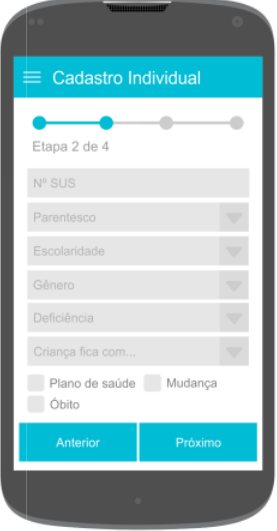 Cadastro Individual
Etapa 2 de 4
Nº SUS
Parentesco
Escolaridade
Gênero
Deficiência
Criança fica com...
Plano de saúde Mudança
Óbito
Anterior Próximo